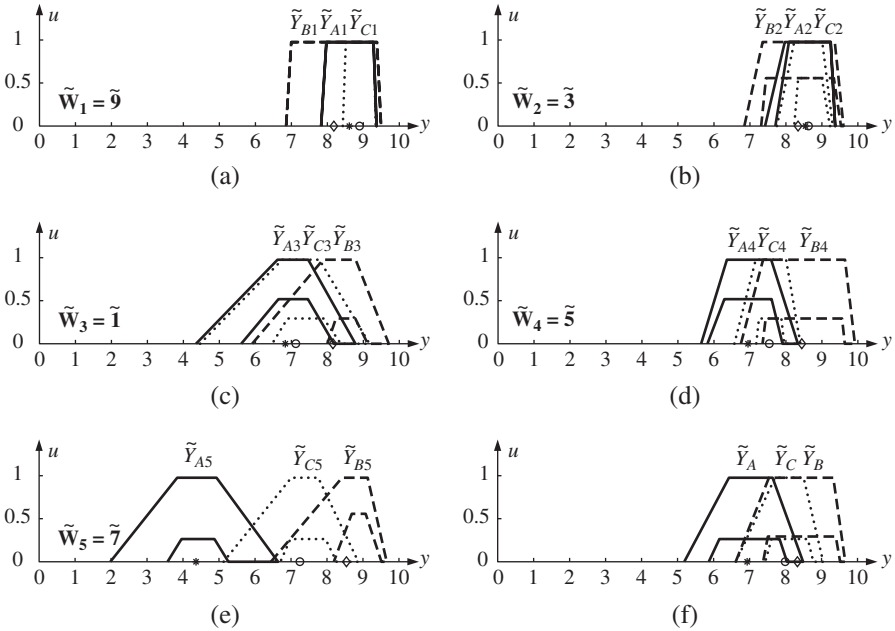 u
Ỹ_B1 Ỹ_A1 Ỹ_C1
1
0.5
W̃_1 = 9̃
0
0 1 2 3 4 5 6 7 8 9 10 y
(a)
u
Ỹ_B2 Ỹ_A2 Ỹ_C2
1
0.5
W̃_2 = 3̃
0
0 1 2 3 4 5 6 7 8 9 10 y
(b)
u
Ỹ_A3 Ỹ_C3 Ỹ_B3
1
0.5
W̃_3 = 1̃
0
0 1 2 3 4 5 6 7 8 9 10 y
(c)
u
Ỹ_A4 Ỹ_C4 Ỹ_B4
1
0.5
W̃_4 = 5̃
0
0 1 2 3 4 5 6 7 8 9 10 y
(d)
u
Ỹ_A5 Ỹ_C5 Ỹ_B5
1
0.5
W̃_5 = 7̃
0
0 1 2 3 4 5 6 7 8 9 10 y
(e)
u
Ỹ_A Ỹ_C Ỹ_B
1
0.5
0
0 1 2 3 4 5 6 7 8 9 10 y
(f)